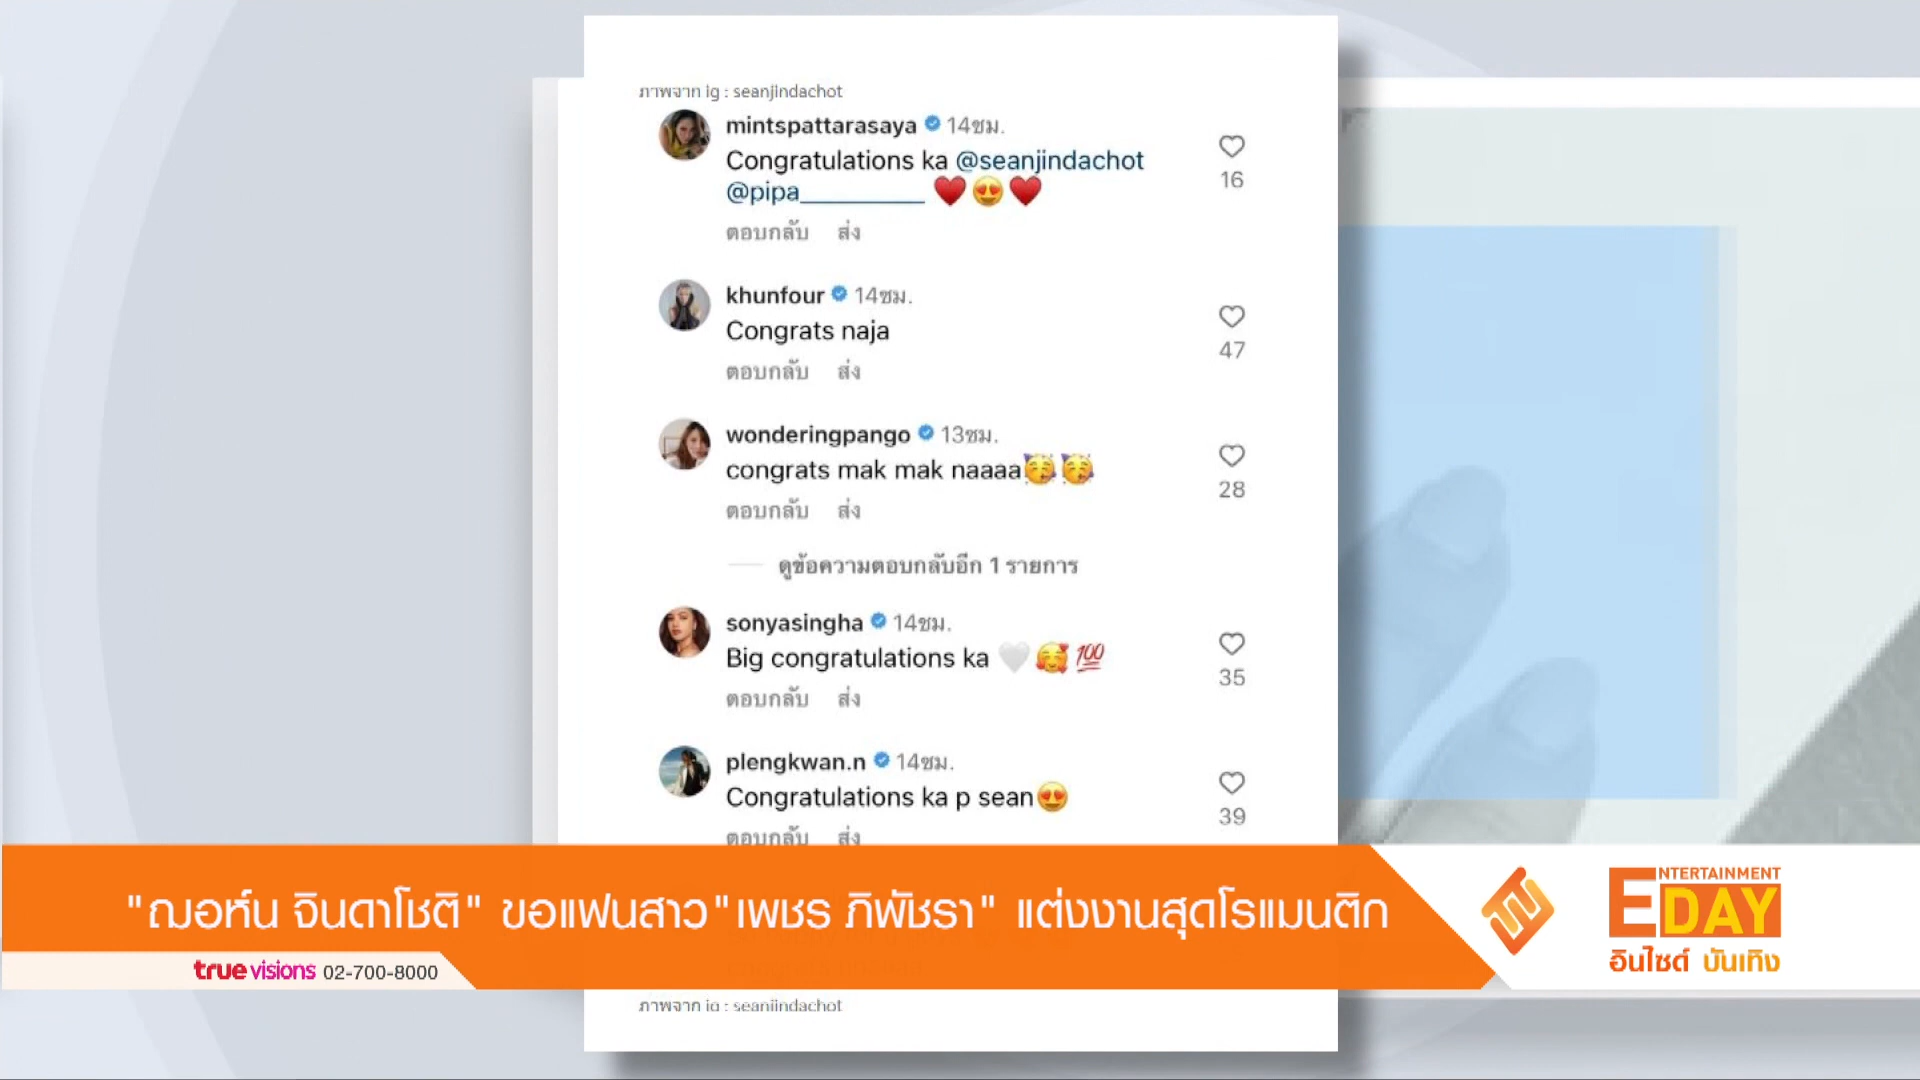 ภาพจาก ig : seanjindachot
mintspattarasaya 14ชม.
Congratulations ka @seanjindachot
@pipa__________ ❤️😍❤️
16
ตอบกลับ ส่ง
khunfour 14ชม.
Congrats naja
47
ตอบกลับ ส่ง
wonderingpango 13ชม.
congrats mak mak naaaa🥳🥳
28
ตอบกลับ ส่ง
ดูข้อความตอบกลับอีก 1 รายการ
sonyasingha 14ชม.
Big congratulations ka 🤍🥰💯
35
ตอบกลับ ส่ง
plengkwan.n 14ชม.
Congratulations ka p sean😍
39
ตอบกลับ ส่ง
"ฌอห์น จินดาโชติ" ขอแฟนสาว"เพชร ภิพัชรา" แต่งงานสุดโรแมนติก
ENTERTAINMENT
DAY
อินไซด์ บันเทิง
truevisions 02-700-8000
ภาพจาก ig : seanjindachot